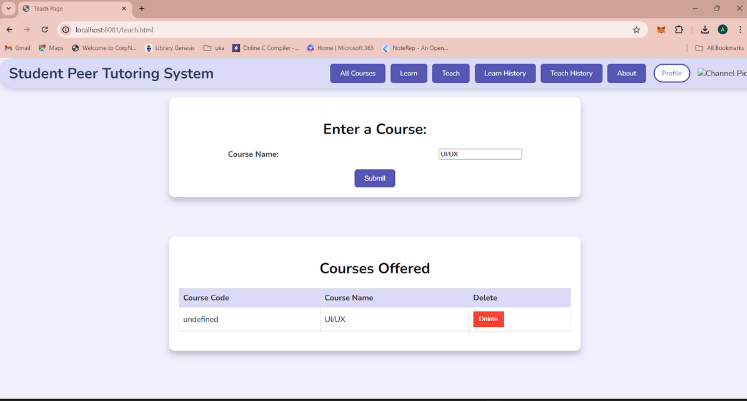 Teach Page
localhost:8081/teach.html
Gmail Maps Welcome to CorpN... Library Genesis uka Online C Compiler -... Home | Microsoft 365 NoteRep - An Open... All Bookmarks
Student Peer Tutoring System
All Courses Learn Teach Learn History Teach History About Profile Channel Pic
Enter a Course:
Course Name: UI/UX
Submit
Courses Offered
Course Code Course Name Delete
undefined UI/UX Delete